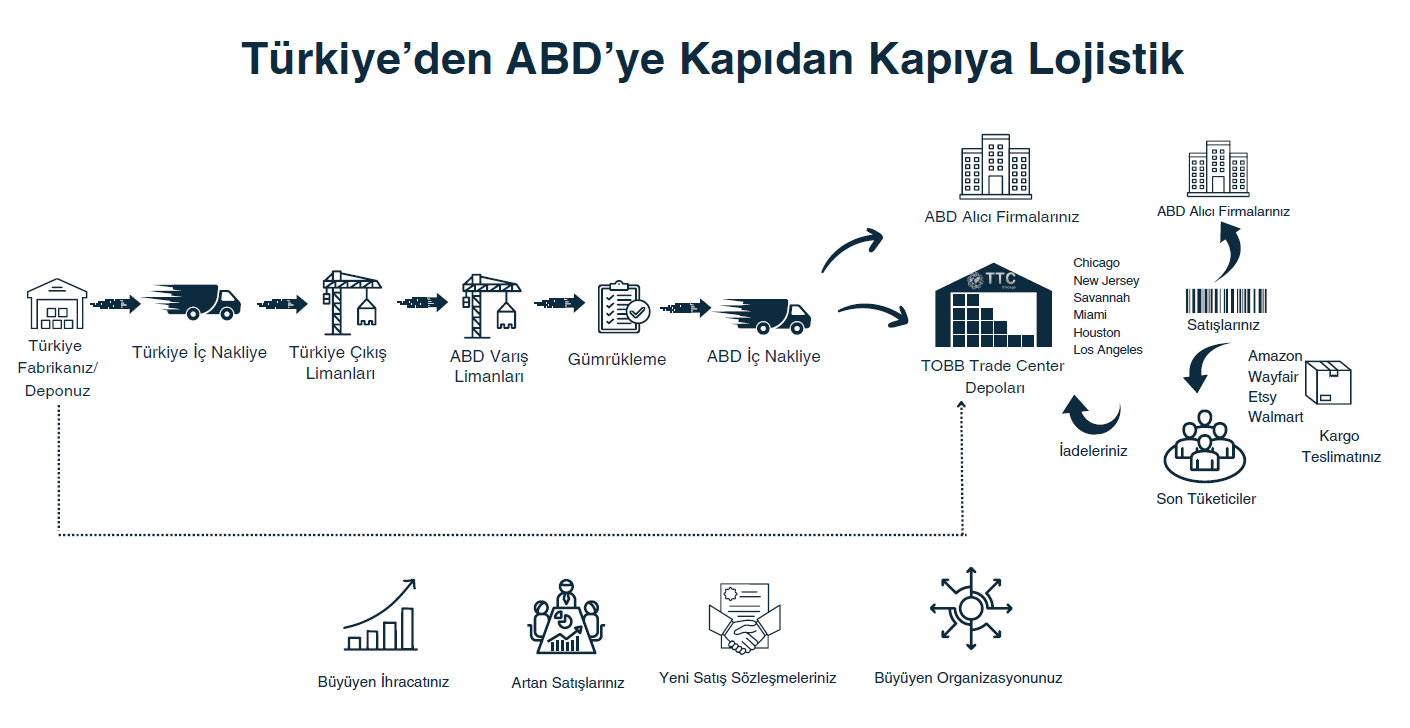 Türkiye’den ABD’ye Kapıdan Kapıya Lojistik
Türkiye
Fabrikanız/
Deponuz
Türkiye İç Nakliye
Türkiye Çıkış
Limanları
ABD Varış
Limanları
Gümrükleme
ABD İç Nakliye
ABD Alıcı Firmalarınız
TTC
TOBB Trade Center
Depoları
Chicago
New Jersey
Savannah
Miami
Houston
Los Angeles
İadeleriniz
ABD Alıcı Firmalarınız
Satışlarınız
Amazon
Wayfair
Etsy
Walmart
Kargo
Teslimatınız
Son Tüketiciler
Büyüyen İhracatınız
Artan Satışlarınız
Yeni Satış Sözleşmeleriniz
Büyüyen Organizasyonunuz